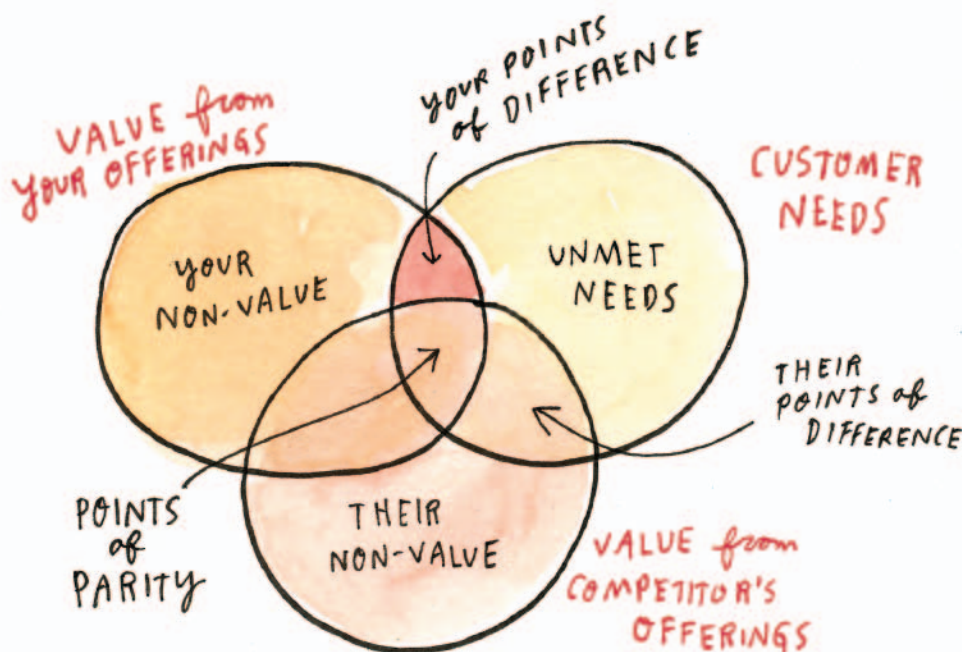 YOUR POINTS
of DIFFERENCE
VALUE from
YOUR OFFERINGS
CUSTOMER
NEEDS
YOUR
NON-VALUE
UNMET
NEEDS
THEIR
POINTS of
DIFFERENCE
POINTS
of
PARITY
THEIR
NON-VALUE
VALUE from
COMPETITOR'S
OFFERINGS